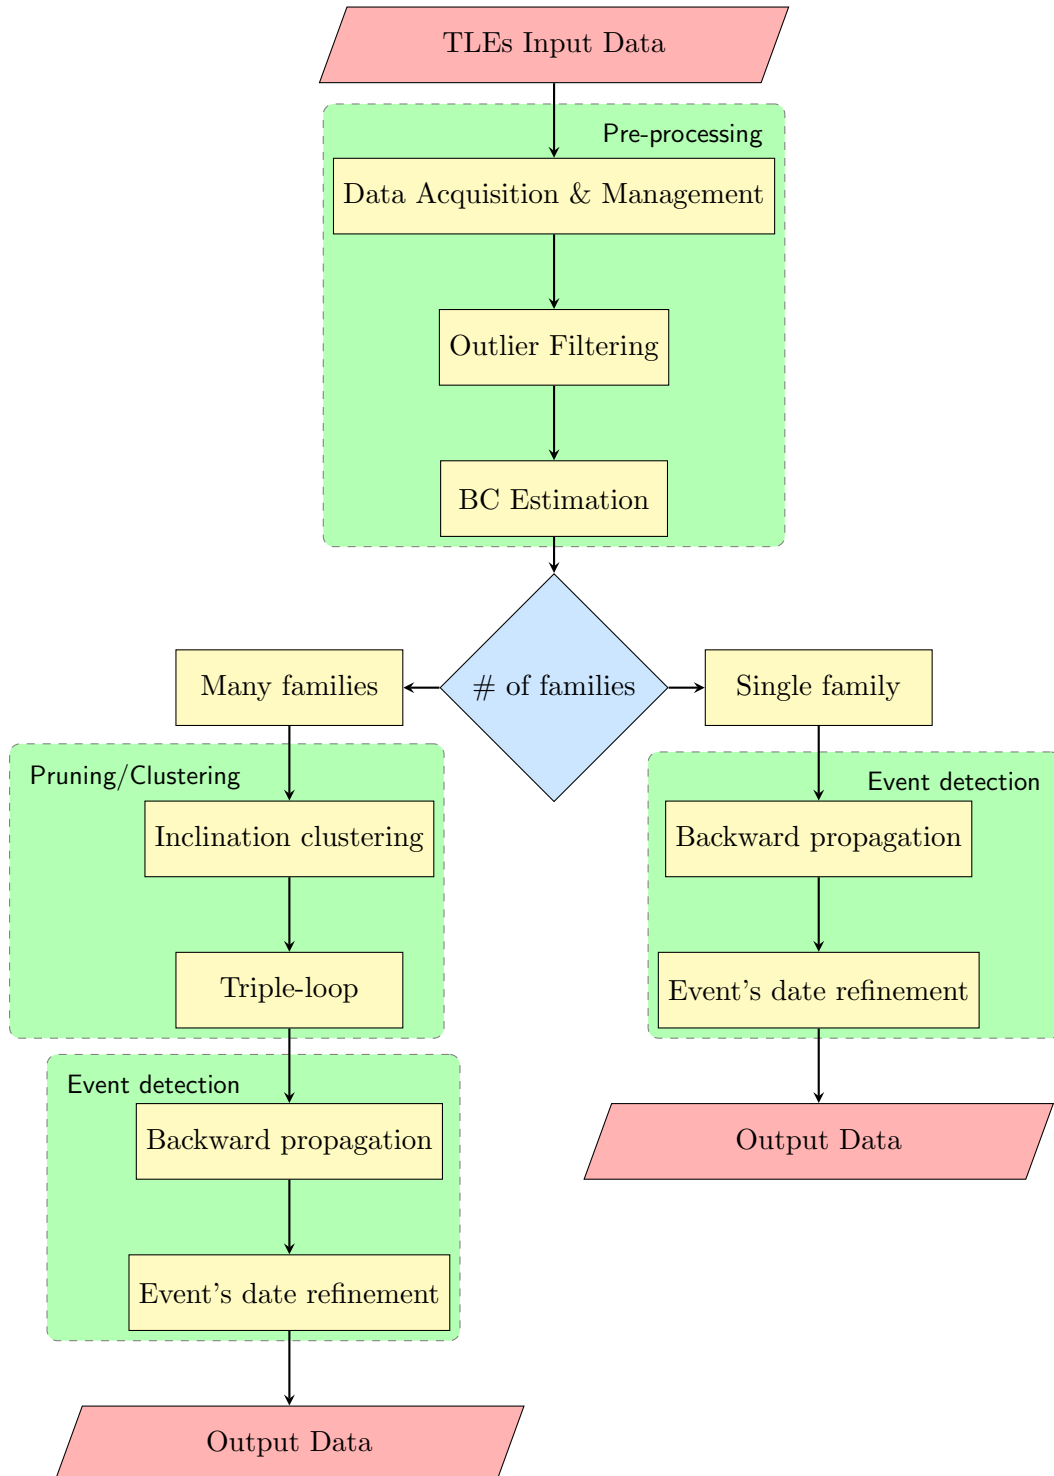 TLEs Input Data
Pre-processing
Data Acquisition & Management
Outlier Filtering
BC Estimation
# of families
Many families
Single family
Pruning/Clustering
Inclination clustering
Triple-loop
Event detection
Backward propagation
Event's date refinement
Output Data
Event detection
Backward propagation
Event's date refinement
Output Data